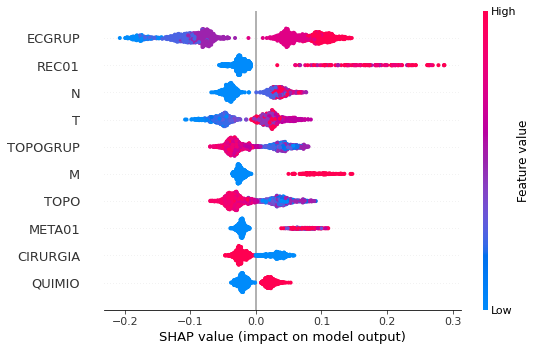 High
ECGRUP
REC01
N
T
TOPOGRUP
M
TOPO
META01
CIRURGIA
QUIMIO
Feature value
Low
−0.2 −0.1 0.0 0.1 0.2 0.3
SHAP value (impact on model output)